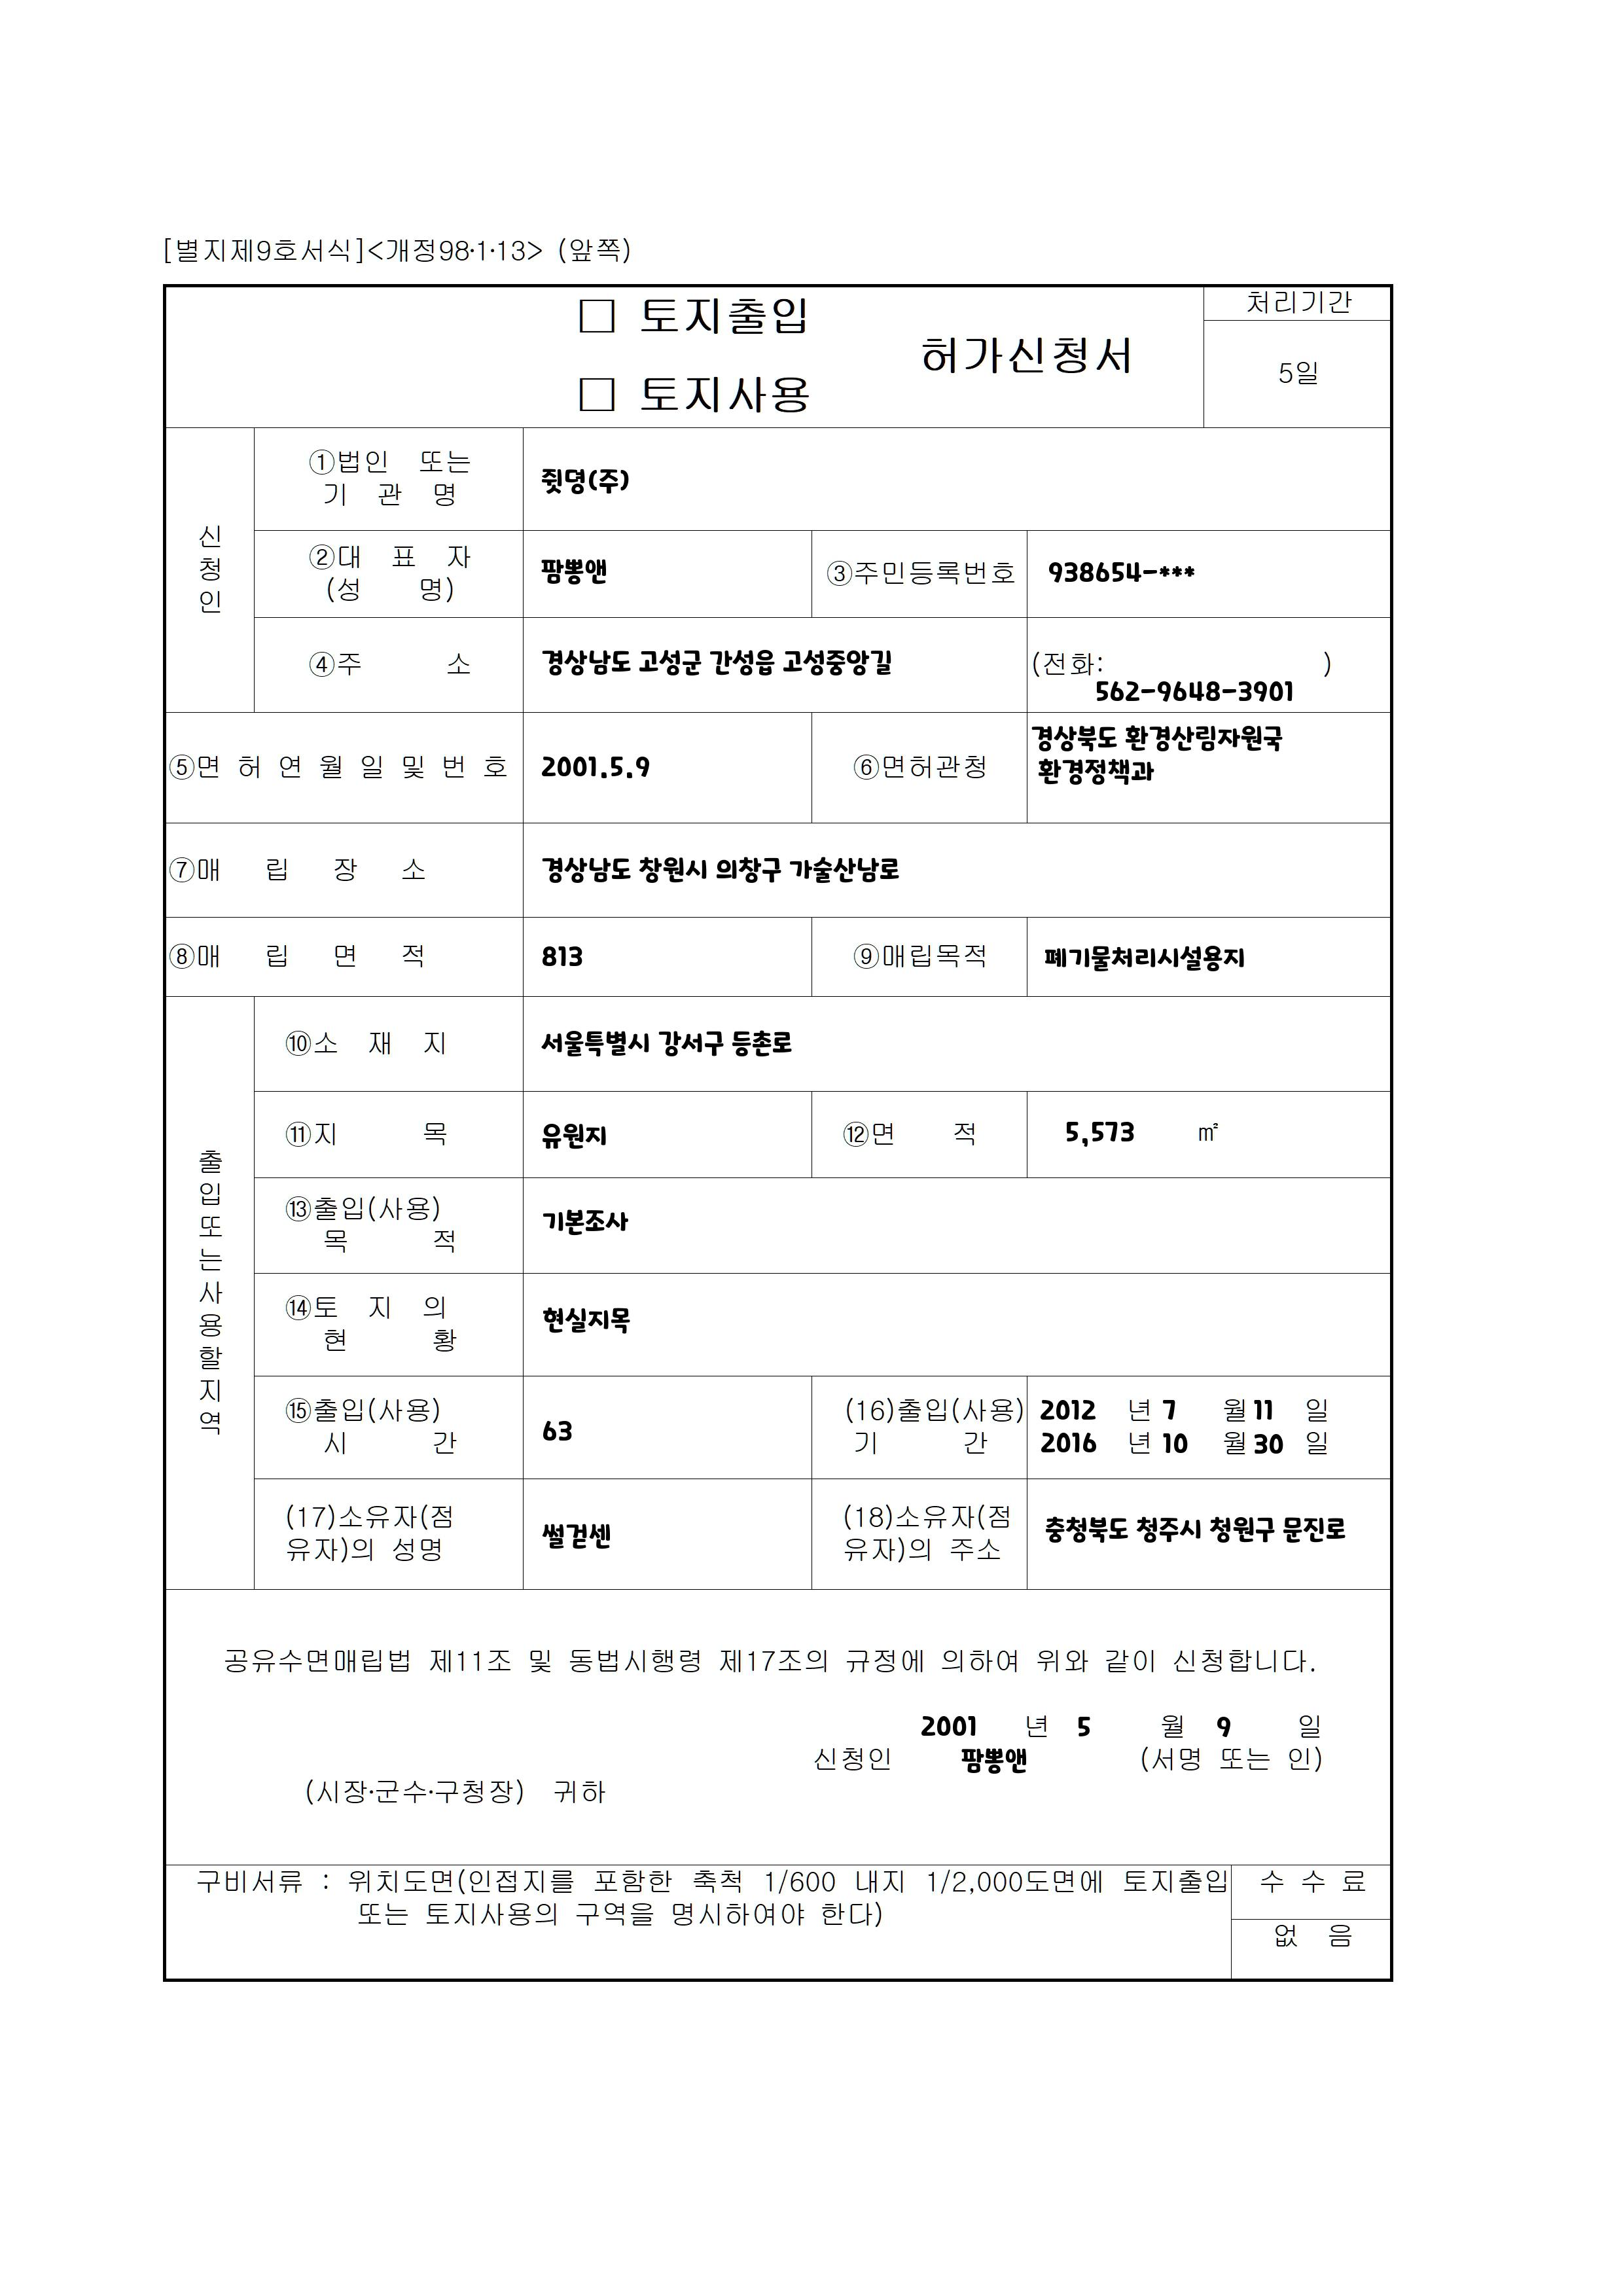 [별지제9호서식]<개정98·1·13> (앞쪽)
□ 토지출입
□ 토지사용
허가신청서
처리기간
5일
신청인
①법인 또는 기 관 명
쥣명(주)
②대 표 자 (성 명)
팜뽕앤
③주민등록번호
938654-***
④주 소
경상남도 고성군 간성읍 고성중앙길
(전화: )
562-9648-3901
⑤면 허 연 월 일 및 번 호
2001.5.9
⑥면허관청
경상북도 환경산림자원국
환경정책과
⑦매 립 장 소
경상남도 창원시 의창구 가술산남로
⑧매 립 면 적
813
⑨매립목적
폐기물처리시설용지
출입또는사용할지역
⑩소 재 지
서울특별시 강서구 등촌로
⑪지 목
유원지
⑫면 적
5,573 ㎡
⑬출입(사용) 목 적
기본조사
⑭토 지 의 현 황
현실지목
⑮출입(사용) 시 간
63
(16)출입(사용) 기 간
2012 년 7 월 11 일
2016 년 10 월 30 일
(17)소유자(점유자)의 성명
썰걷센
(18)소유자(점유자)의 주소
충청북도 청주시 청원구 문진로
공유수면매립법 제11조 및 동법시행령 제17조의 규정에 의하여 위와 같이 신청합니다.
2001 년 5 월 9 일
신청인 팜뽕앤 (서명 또는 인)
(시장·군수·구청장) 귀하
구비서류 : 위치도면(인접지를 포함한 축척 1/600 내지 1/2,000도면에 토지출입
또는 토지사용의 구역을 명시하여야 한다)
수 수 료
없 음